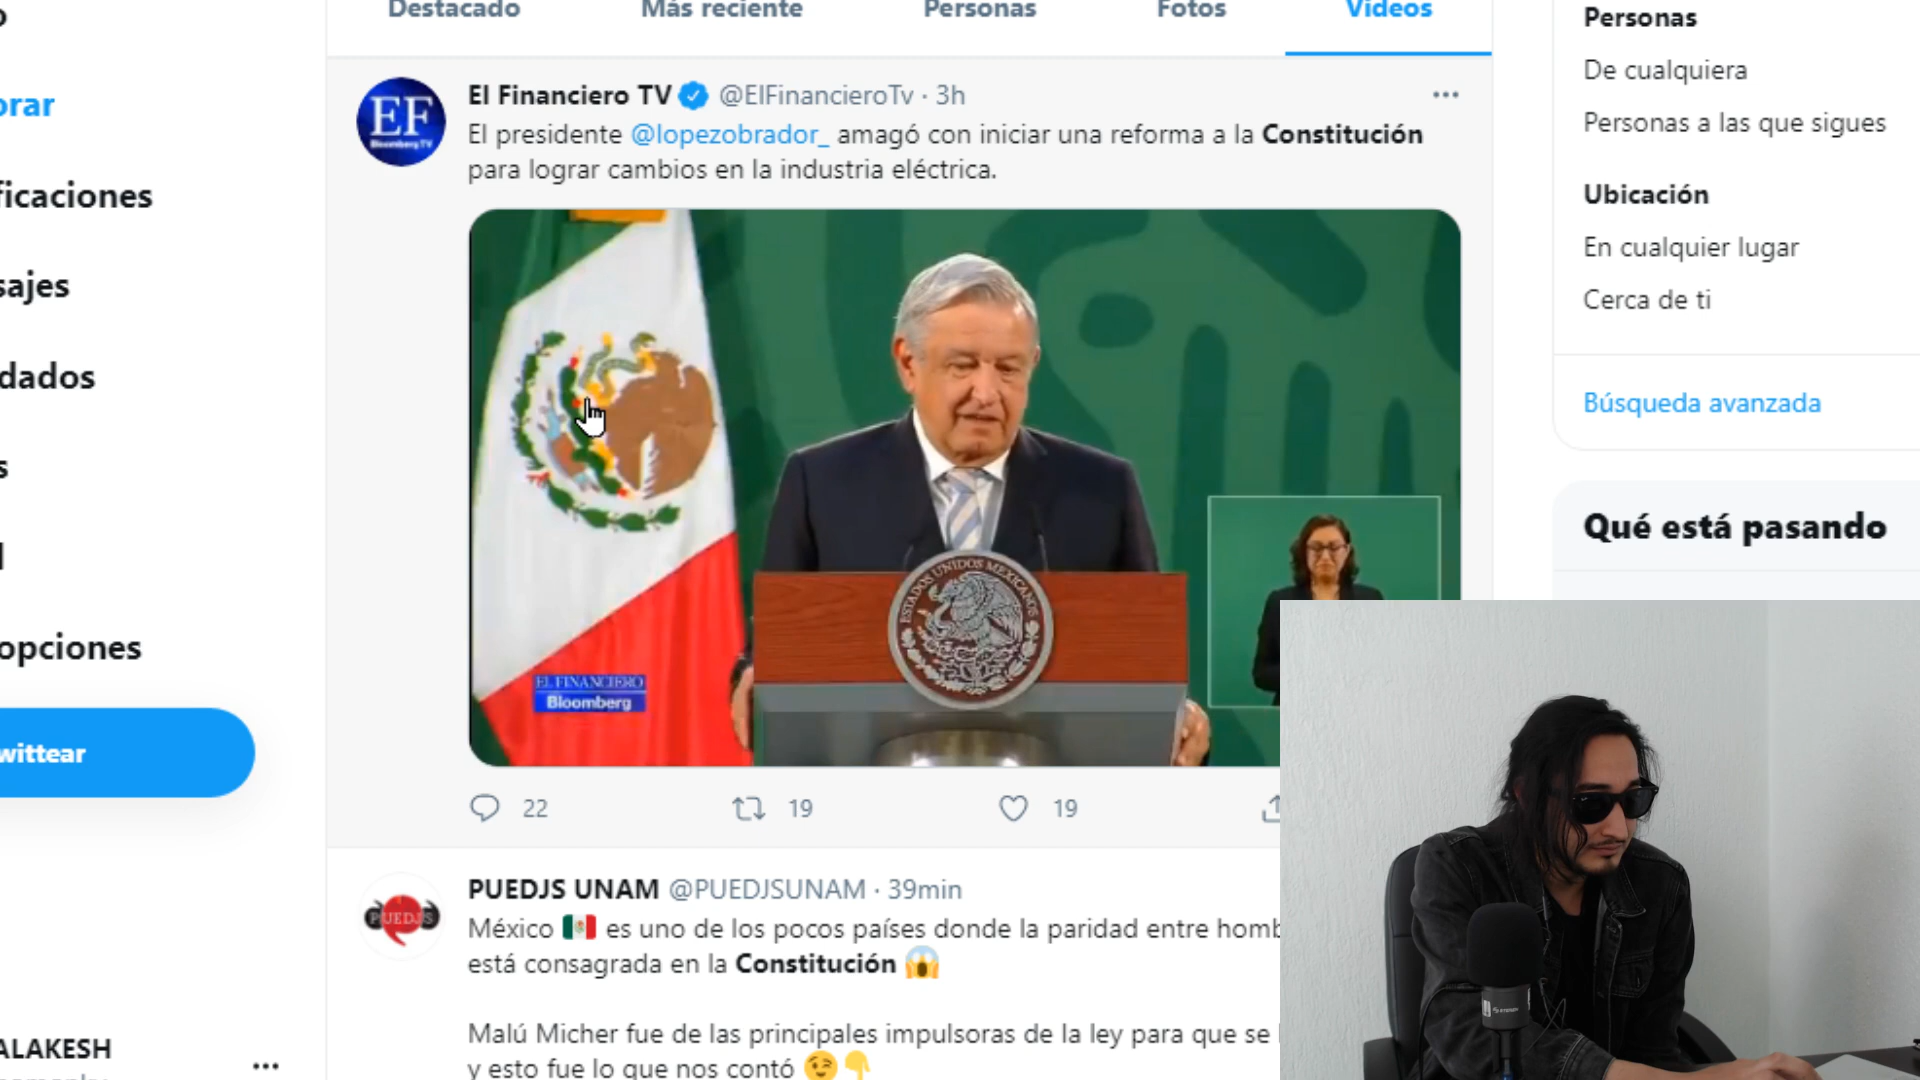 Destacado
Más reciente
Personas
Fotos
Videos
orar
ficaciones
sajes
dados
s
opciones
wittear
ALAKESH
El Financiero TV @ElFinancieroTv · 3h
El presidente @lopezobrador_ amagó con iniciar una reforma a la Constitución
para lograr cambios en la industria eléctrica.
EF
Bloomberg TV
ESTADOS UNIDOS MEXICANOS
EL FINANCIERO
Bloomberg
22
19
19
PUEDJS
PUEDJS UNAM @PUEDJSUNAM · 39min
México 🇲🇽 es uno de los pocos países donde la paridad entre homb
está consagrada en la Constitución 😱
Malú Micher fue de las principales impulsoras de la ley para que se
y esto fue lo que nos contó 😉👇
Personas
De cualquiera
Personas a las que sigues
Ubicación
En cualquier lugar
Cerca de ti
Búsqueda avanzada
Qué está pasando